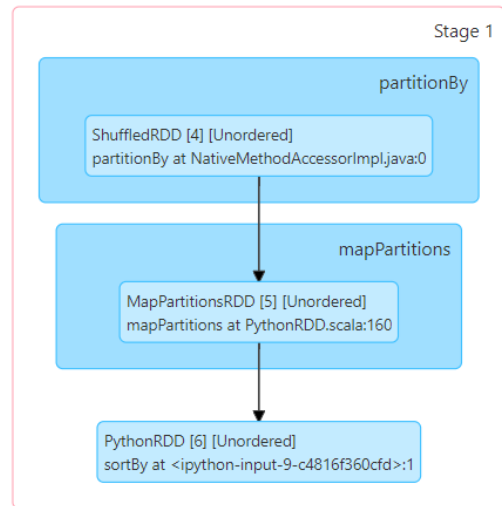 Stage 1
partitionBy
ShuffledRDD [4] [Unordered]
partitionBy at NativeMethodAccessorImpl.java:0
mapPartitions
MapPartitionsRDD [5] [Unordered]
mapPartitions at PythonRDD.scala:160
PythonRDD [6] [Unordered]
sortBy at <ipython-input-9-c4816f360cfd>:1